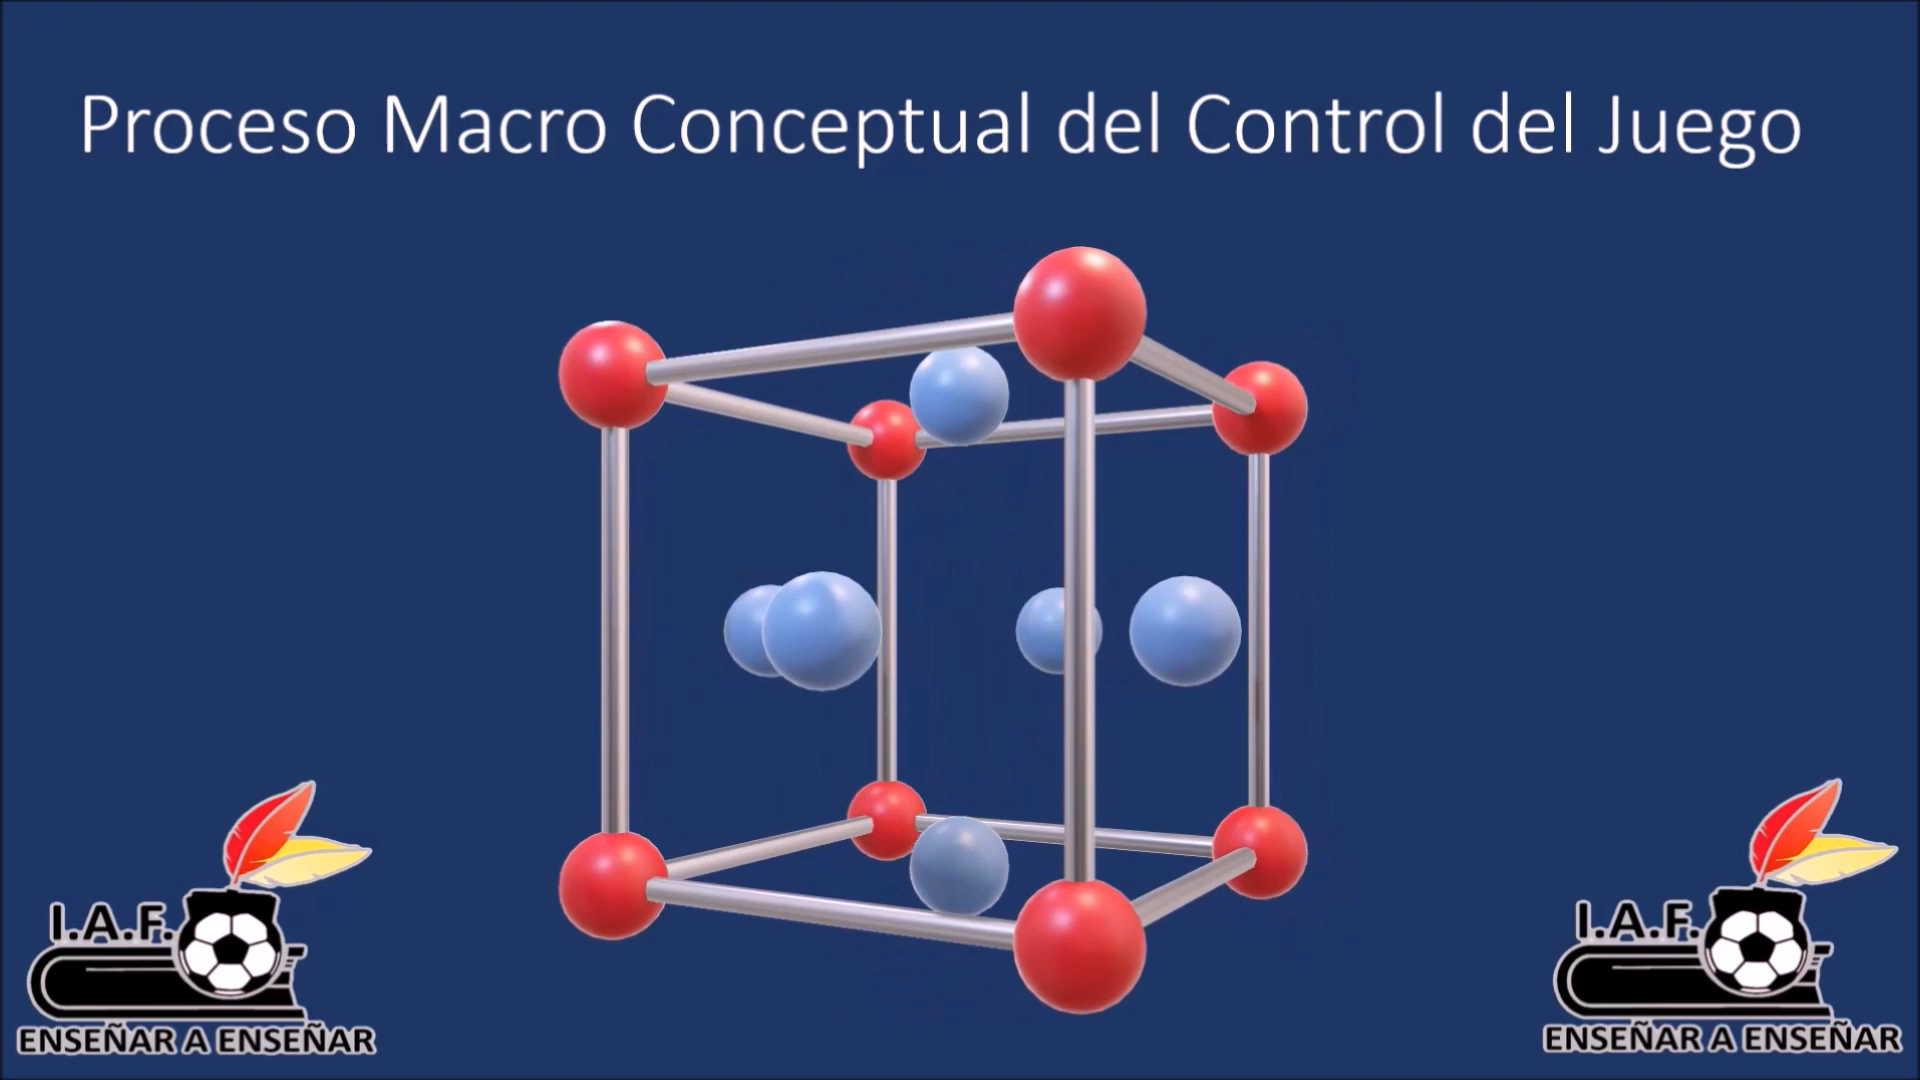 Proceso Macro Conceptual del Control del Juego
I.A.F.
ENSEÑAR A ENSEÑAR
I.A.F.
ENSEÑAR A ENSEÑAR